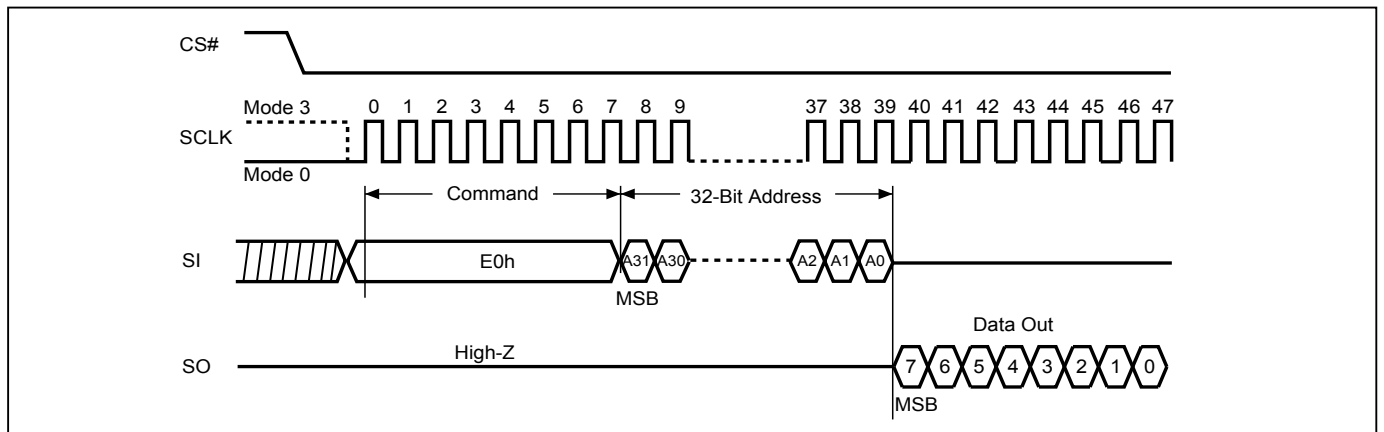 CS#
Mode 3 0 1 2 3 4 5 6 7 8 9 37 38 39 40 41 42 43 44 45 46 47
SCLK
Mode 0
Command 32-Bit Address
SI E0h A31 A30 A2 A1 A0
MSB
Data Out
High-Z
SO 7 6 5 4 3 2 1 0
MSB